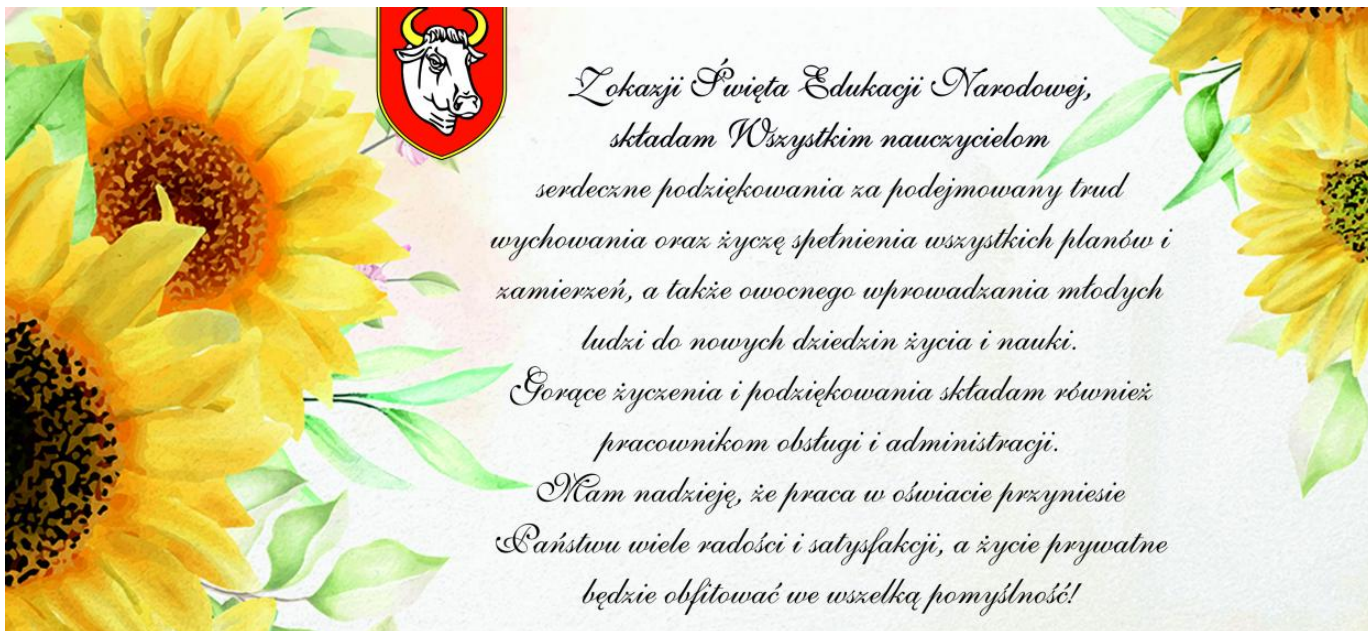 Z okazji Święta Edukacji Narodowej,
składam Wszystkim nauczycielom
serdeczne podziękowania za podejmowany trud
wychowania oraz życzę spełnienia wszystkich planów i
zamierzeń, a także owocnego wprowadzania młodych
ludzi do nowych dziedzin życia i nauki.
Gorące życzenia i podziękowania składam również
pracownikom obsługi i administracji.
Mam nadzieję, że praca w oświacie przyniesie
Państwu wiele radości i satysfakcji, a życie prywatne
będzie obfitować we wszelką pomyślność!